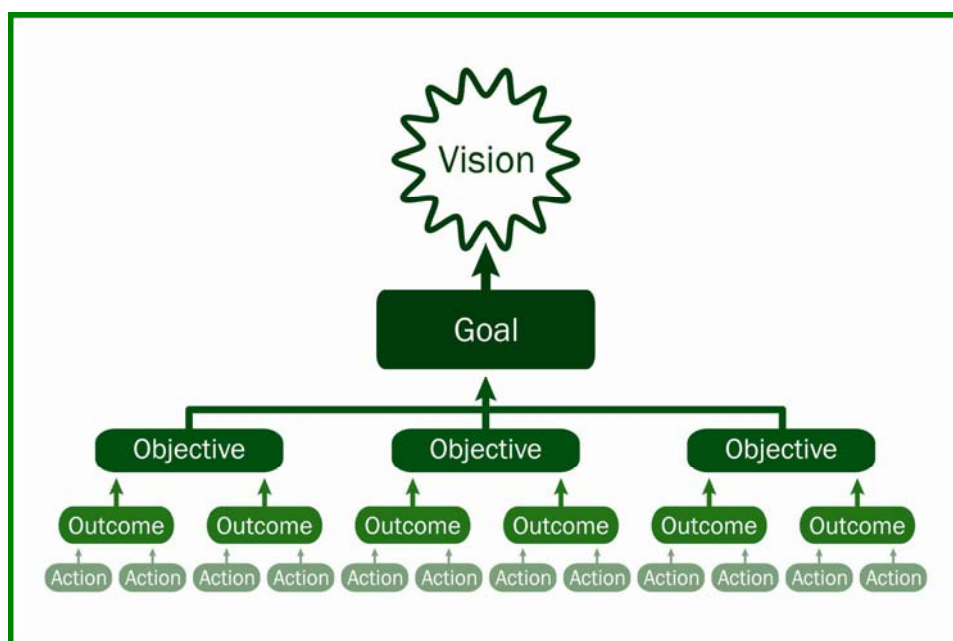 Vision
Goal
Objective Objective Objective
Outcome Outcome Outcome Outcome Outcome Outcome
Action Action Action Action Action Action Action Action Action Action Action Action